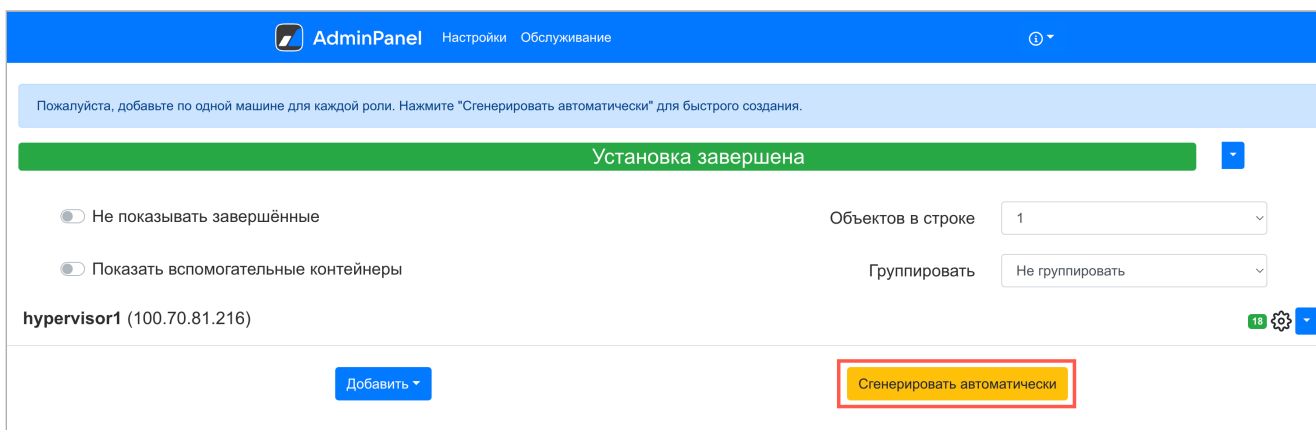 AdminPanel Настройки Обслуживание
Пожалуйста, добавьте по одной машине для каждой роли. Нажмите "Сгенерировать автоматически" для быстрого создания.
Установка завершена
Не показывать завершённые
Объектов в строке 1
Показать вспомогательные контейнеры
Группировать Не группировать
hypervisor1 (100.70.81.216) 18
Добавить Сгенерировать автоматически